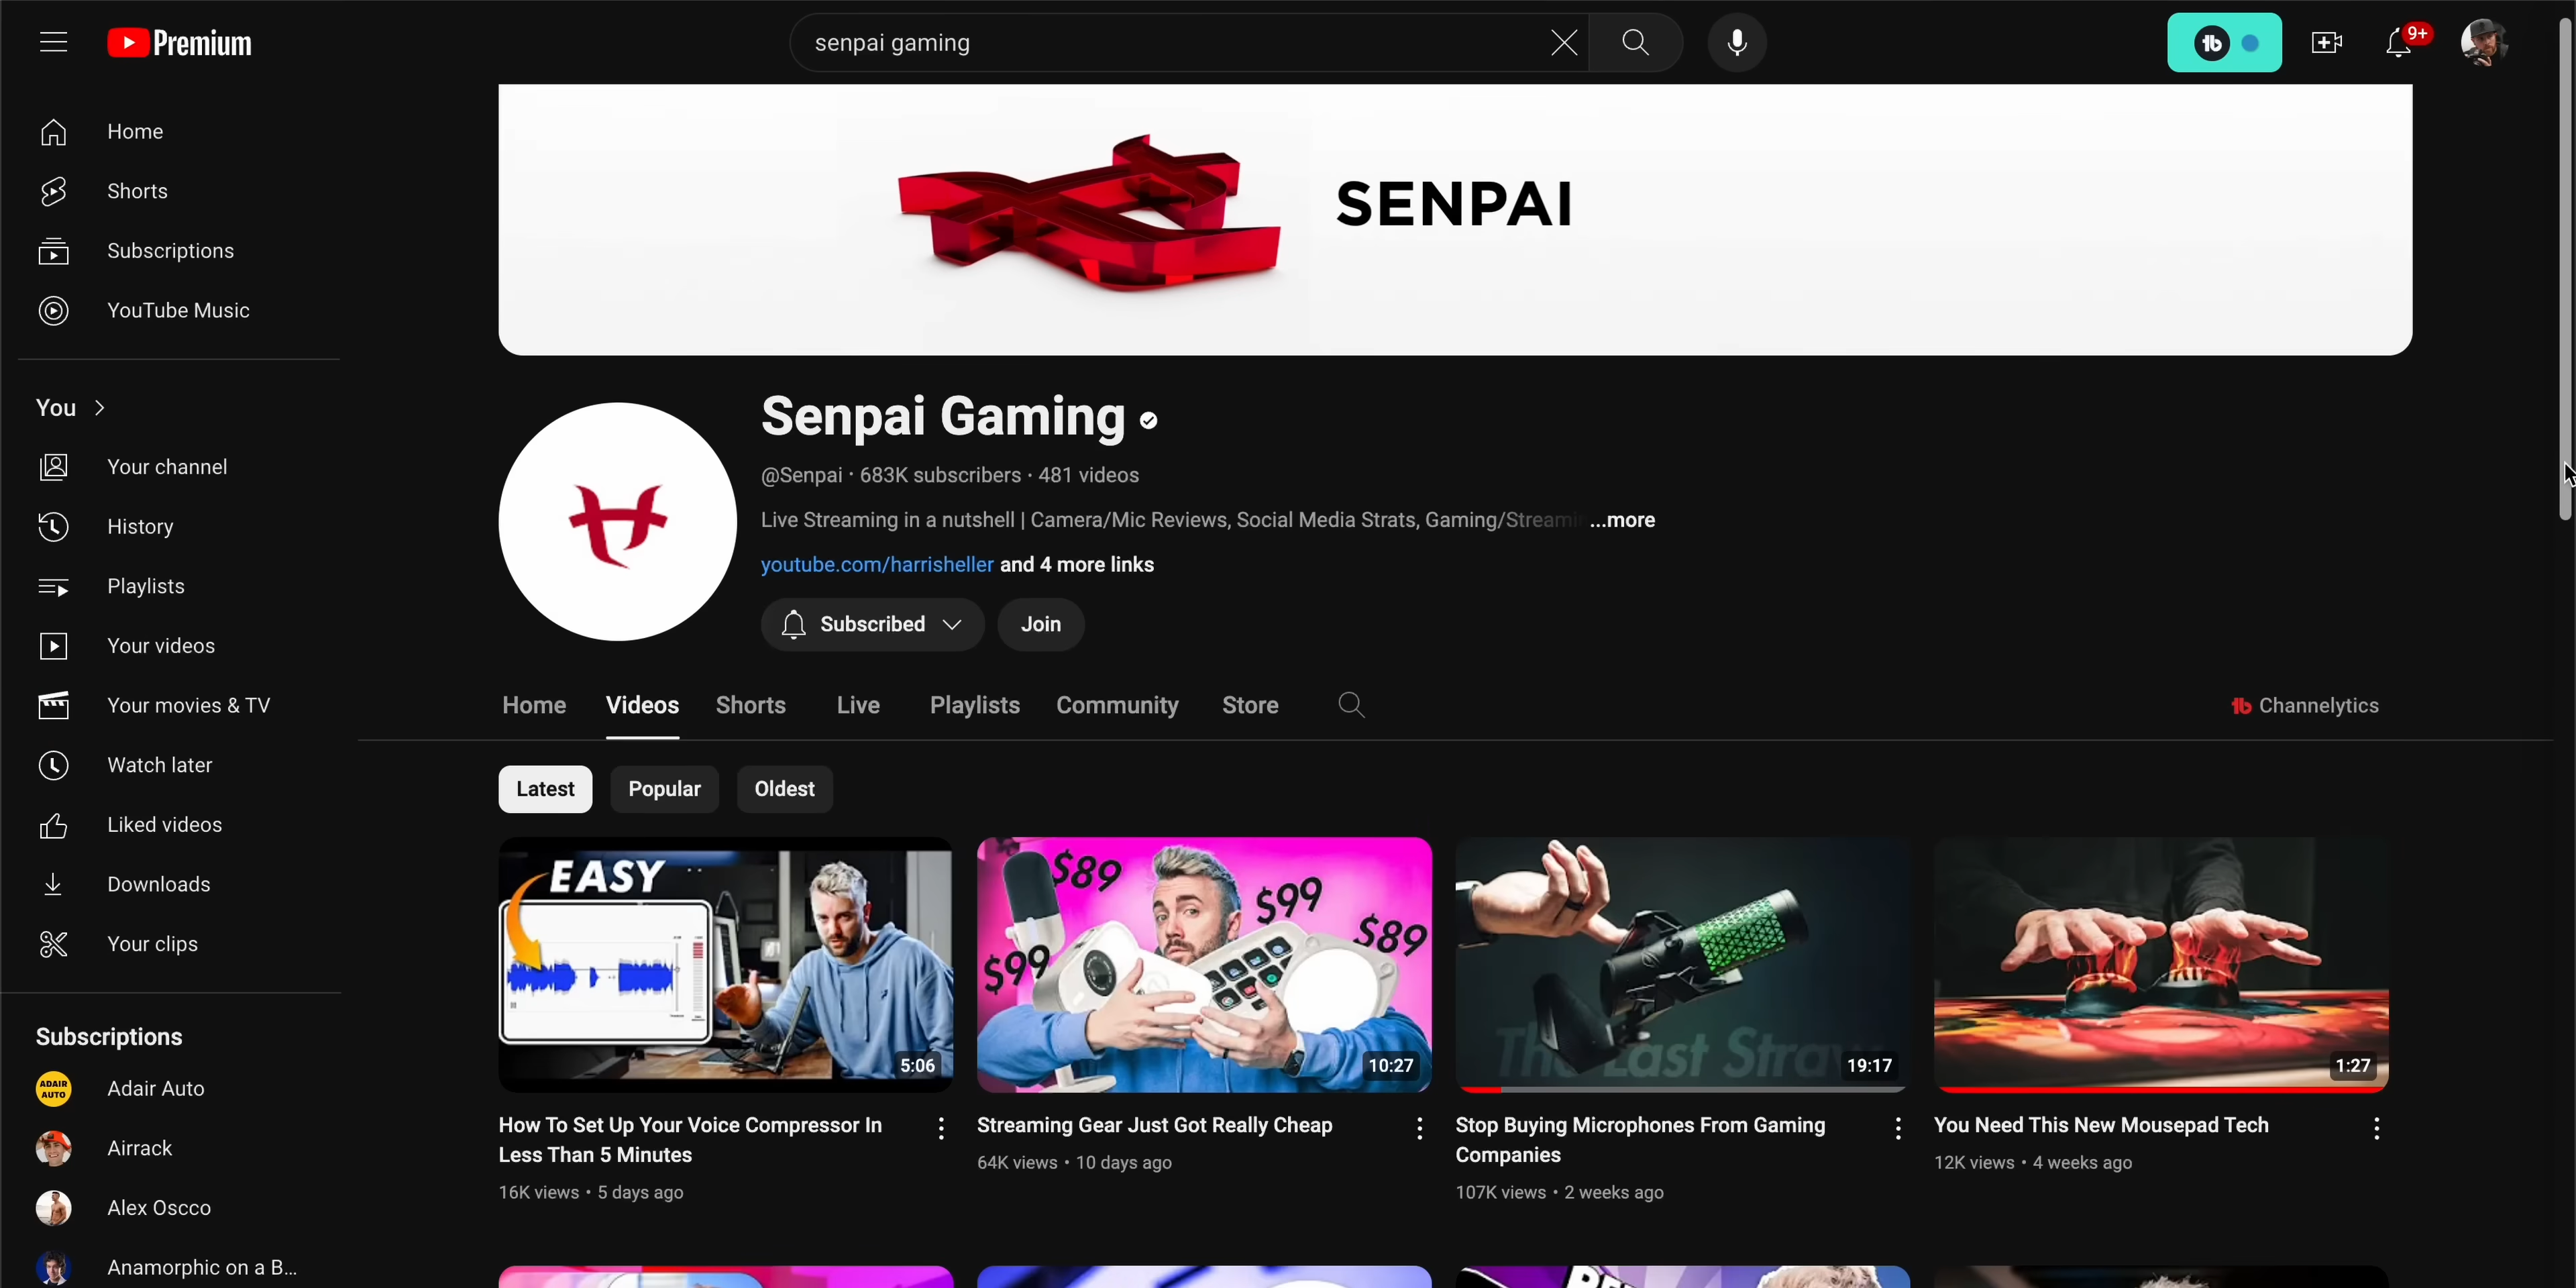 Premium
senpai gaming
9+
Home
Shorts
Subscriptions
YouTube Music
You
Your channel
History
Playlists
Your videos
Your movies & TV
Watch later
Liked videos
Downloads
Your clips
Subscriptions
ADAIR
AUTO
Adair Auto
Airrack
Alex Oscco
Anamorphic on a B...
SENPAI
Senpai Gaming
@Senpai · 683K subscribers · 481 videos
Live Streaming in a nutshell | Camera/Mic Reviews, Social Media Strats, Gaming/Streami ...more
youtube.com/harrisheller and 4 more links
Subscribed
Join
Home Videos Shorts Live Playlists Community Store
Channelytics
Latest Popular Oldest
EASY
5:06
How To Set Up Your Voice Compressor In
Less Than 5 Minutes
16K views • 5 days ago
$89
$99
$99
$89
10:27
Streaming Gear Just Got Really Cheap
64K views • 10 days ago
The Last Straw
19:17
Stop Buying Microphones From Gaming
Companies
107K views • 2 weeks ago
1:27
You Need This New Mousepad Tech
12K views • 4 weeks ago